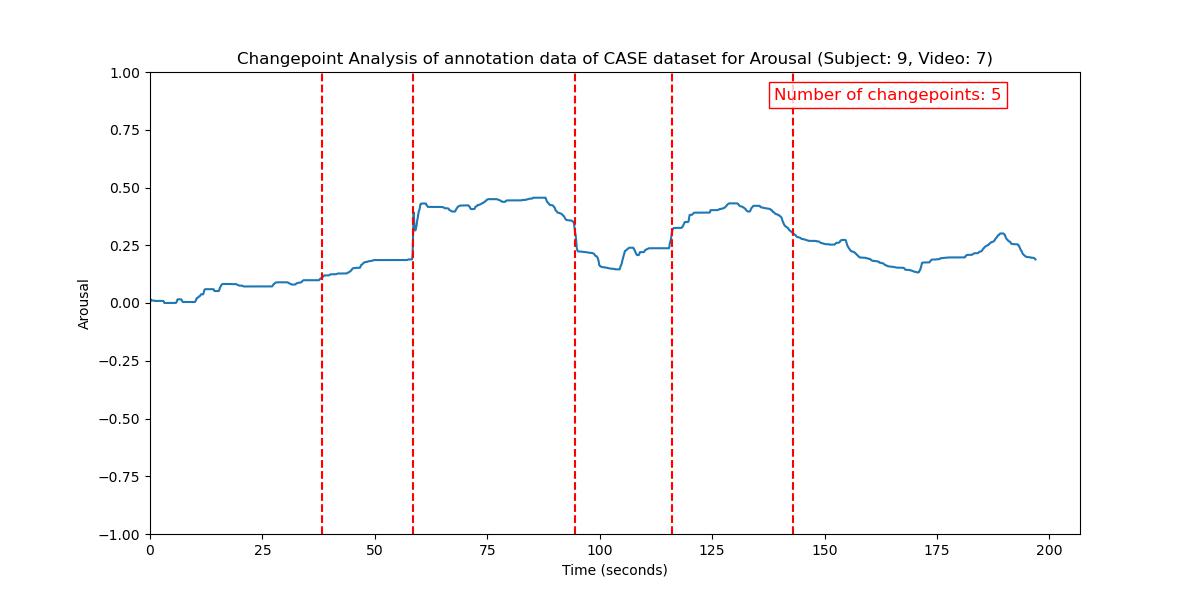 Changepoint Analysis of annotation data of CASE dataset for Arousal (Subject: 9, Video: 7)
Number of changepoints: 5
1.00
0.75
0.50
0.25
0.00
−0.25
−0.50
−0.75
−1.00
Arousal
0 25 50 75 100 125 150 175 200
Time (seconds)